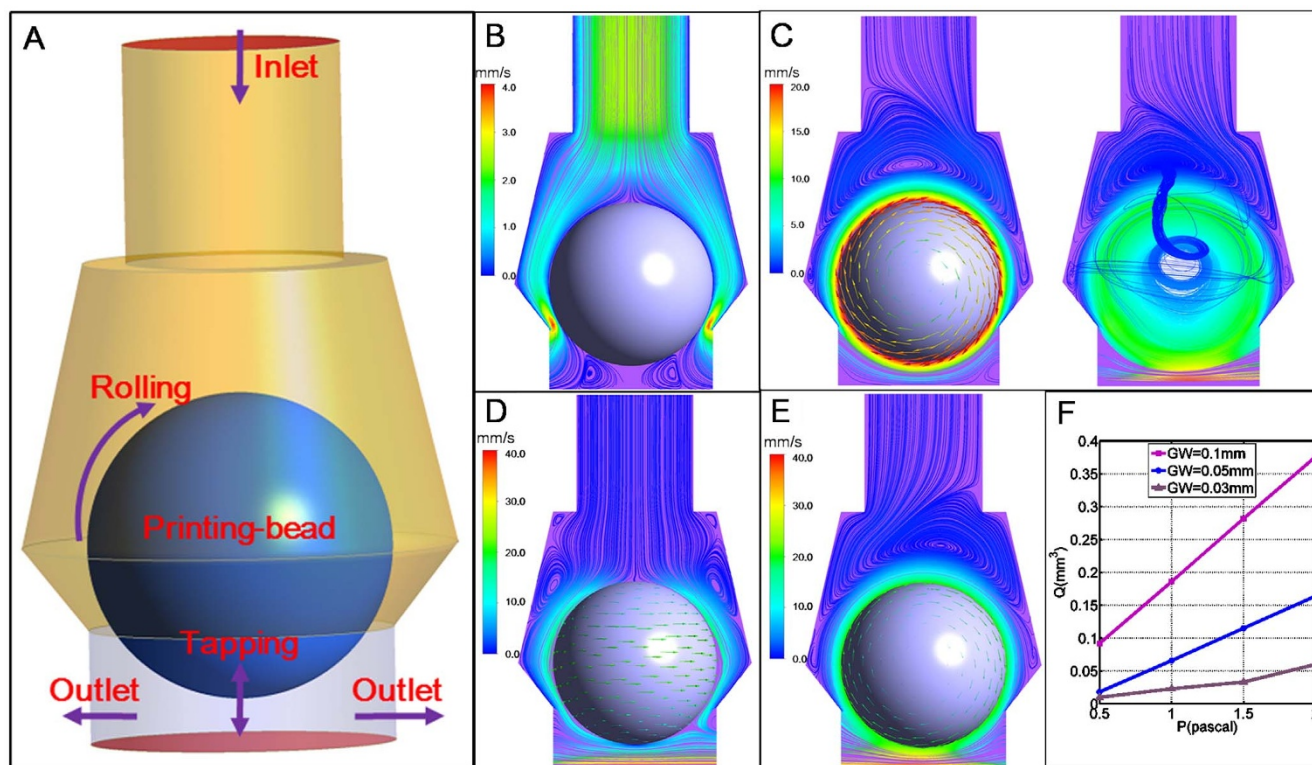 A
Inlet
Rolling
Printing-bead
Tapping
Outlet
Outlet
B
mm/s
4.0
3.0
2.0
1.0
0.0
C
mm/s
20.0
15.0
10.0
5.0
0.0
D
mm/s
40.0
30.0
20.0
10.0
0.0
E
mm/s
40.0
30.0
20.0
10.0
0.0
F
0.4
0.35
0.3
0.25
0.2
0.15
0.1
0.05
0
Q(mm³)
GW=0.1mm
GW=0.05mm
GW=0.03mm
0.5
1
1.5
P(pascal)